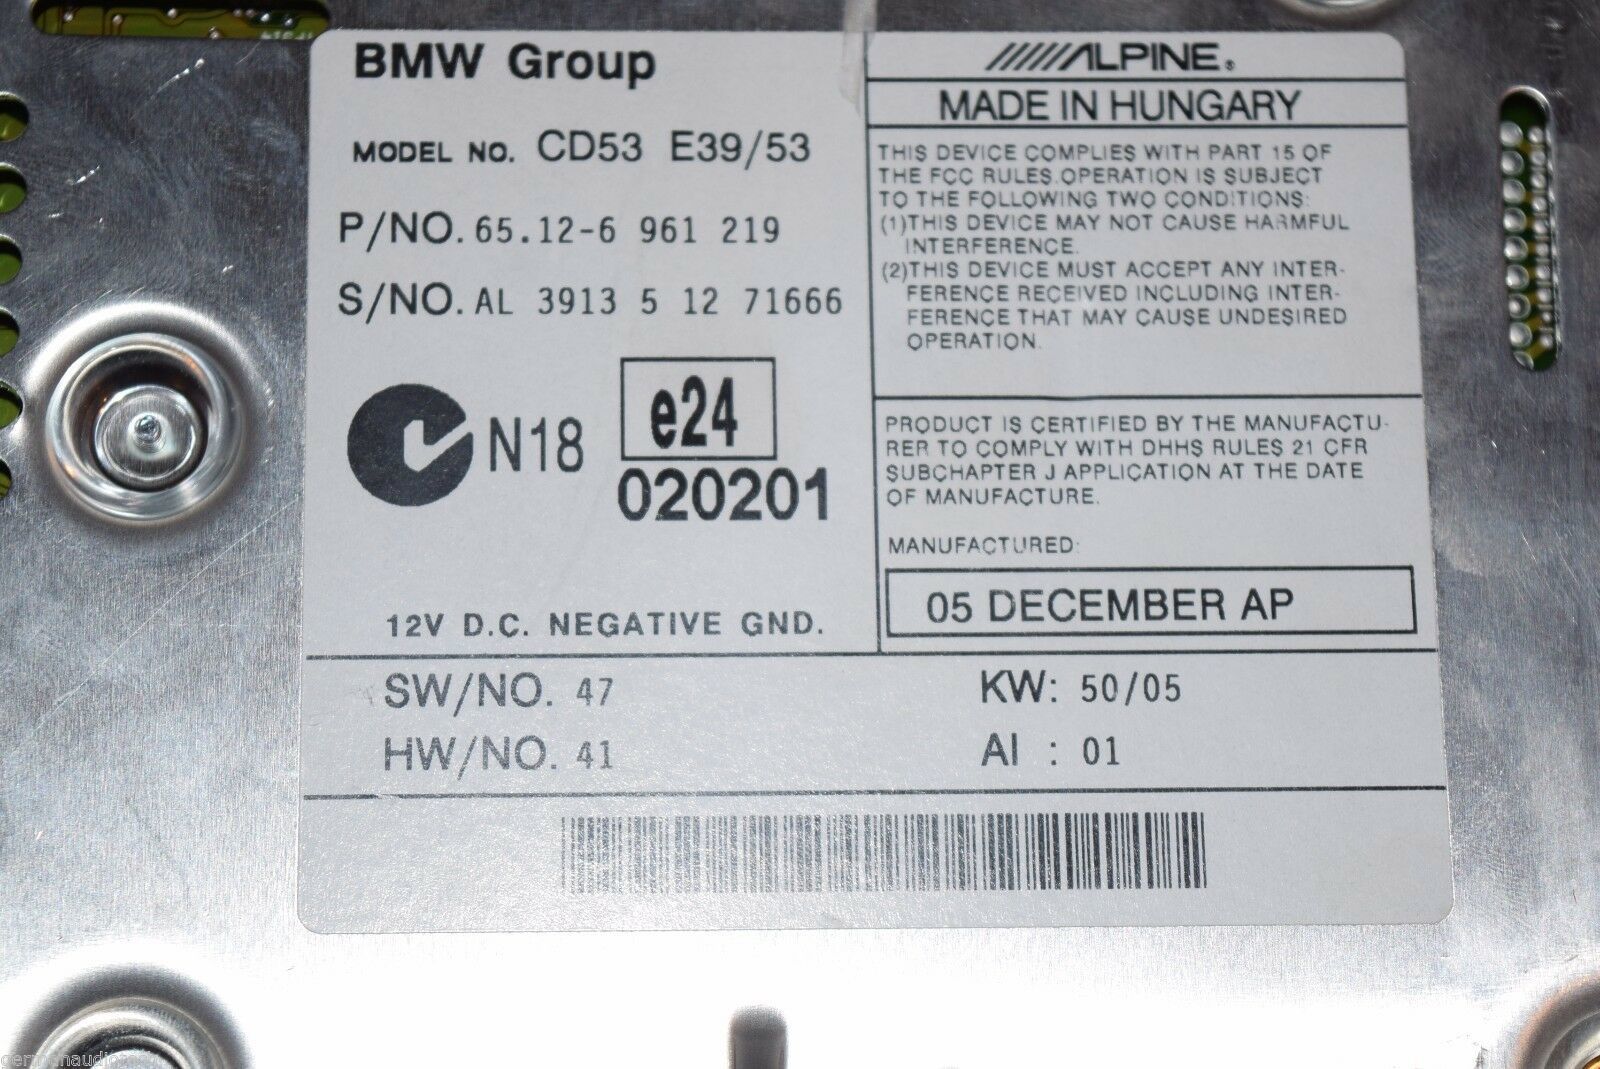 BMW Group
MODEL NO. CD53 E39/53
P/NO. 65.12-6 961 219
S/NO. AL 3913 5 12 71666
N18
e24
020201
12V D.C. NEGATIVE GND.
ALPINE®
MADE IN HUNGARY
THIS DEVICE COMPLIES WITH PART 15 OF
THE FCC RULES.OPERATION IS SUBJECT
TO THE FOLLOWING TWO CONDITIONS:
(1)THIS DEVICE MAY NOT CAUSE HARMFUL
INTERFERENCE.
(2)THIS DEVICE MUST ACCEPT ANY INTER-
FERENCE RECEIVED INCLUDING INTER-
FERENCE THAT MAY CAUSE UNDESIRED
OPERATION.
PRODUCT IS CERTIFIED BY THE MANUFACTU-
RER TO COMPLY WITH DHHS RULES 21 CFR
SUBCHAPTER J APPLICATION AT THE DATE
OF MANUFACTURE.
MANUFACTURED:
05 DECEMBER AP
SW/NO. 47
KW: 50/05
HW/NO. 41
AI : 01